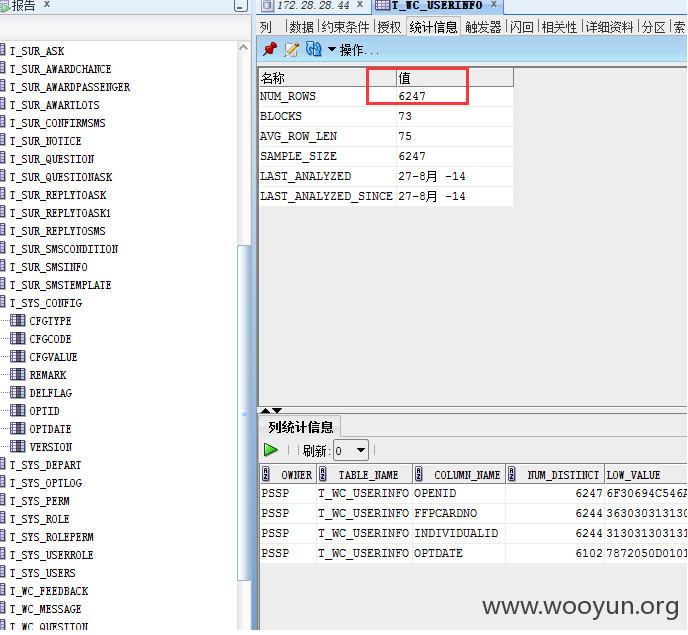 报告
T_SUR_ASK
T_SUR_AWARDCHANCE
T_SUR_AWARDPASSENGER
T_SUR_AWARTLOTS
T_SUR_CONFIRMSMS
T_SUR_NOTICE
T_SUR_QUESTION
T_SUR_QUESTIONASK
T_SUR_REPLYTOASK
T_SUR_REPLYTOASK1
T_SUR_REPLYTOSMS
T_SUR_SMSCONDITION
T_SUR_SMSINFO
T_SUR_SMSTEMPLATE
T_SYS_CONFIG
CFGTYPE
CFGCODE
CFGVALUE
REMARK
DELFLAG
OPTID
OPTDATE
VERSION
T_SYS_DEPART
T_SYS_OPTLOG
T_SYS_PERM
T_SYS_ROLE
T_SYS_ROLEPERM
T_SYS_USERROLE
T_SYS_USERS
T_WC_FEEDBACK
T_WC_MESSAGE
T_WC_QUESTION
172.28.28.44 T_WC_USERINFO
列 数据 约束条件 授权 统计信息 触发器 闪回 相关性 详细资料 分区 索
操作...
名称 值
NUM_ROWS 6247
BLOCKS 73
AVG_ROW_LEN 75
SAMPLE_SIZE 6247
LAST_ANALYZED 27-8月 -14
LAST_ANALYZED_SINCE 27-8月 -14
列统计信息
刷新: 0
OWNER TABLE_NAME COLUMN_NAME NUM_DISTINCT LOW_VALUE
PSSP T_WC_USERINFO OPENID 6247 6F30694C546A
PSSP T_WC_USERINFO FFPCARDNO 6244 363030313130
PSSP T_WC_USERINFO INDIVIDUALID 6244 313031303131
PSSP T_WC_USERINFO OPTDATE 6102 7872050D0101
www.wooyun.org